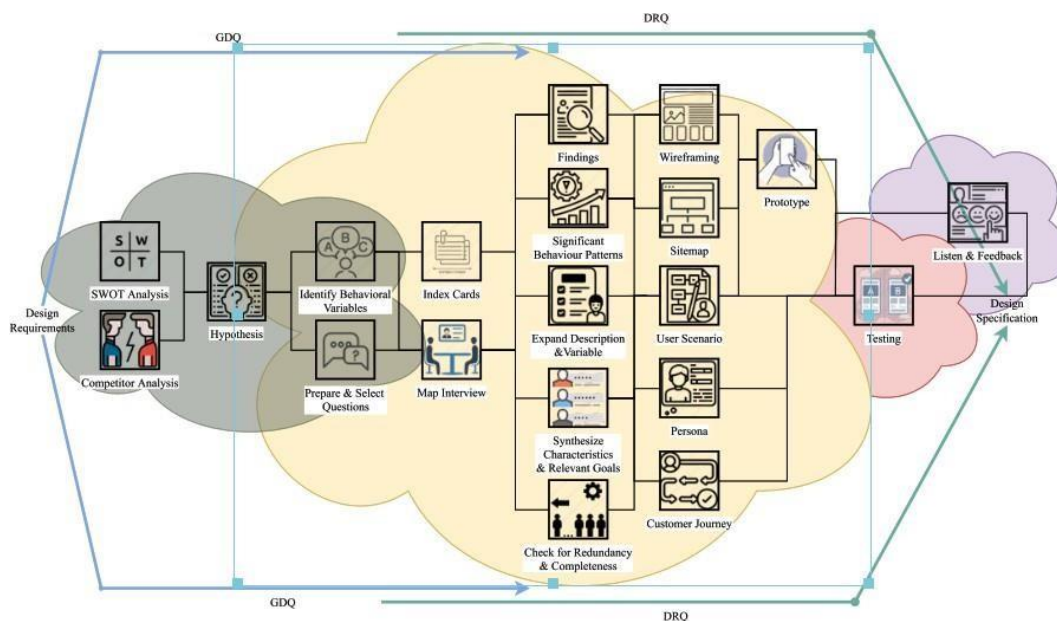 DRQ
GDQ
Findings
Wireframing
Prototype
S W
O T
SWOT Analysis
Hypothesis
A B C
Identify Behavioral
Variables
Index Cards
Significant
Behaviour Patterns
Sitemap
Listen & Feedback
Design
Requirements
Competitor Analysis
Prepare & Select
Questions
Map Interview
Expand Description
&Variable
User Scenario
A B
Testing
Design
Specification
Synthesize
Characteristics
& Relevant Goals
Persona
Customer Journey
Check for Redundancy
& Completeness
GDQ
DRQ